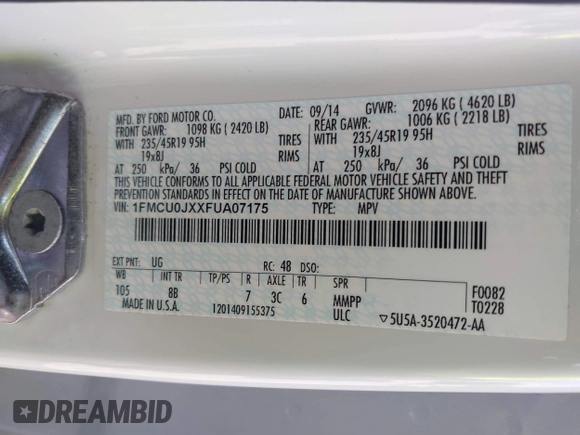 MFD. BY FORD MOTOR CO.
DATE: 09/14 GVWR: 2096 KG ( 4620 LB)
FRONT GAWR: 1098 KG ( 2420 LB) REAR GAWR: 1006 KG ( 2218 LB)
WITH 235/45R19 95H TIRES WITH 235/45R19 95H TIRES
19x8J RIMS 19x8J RIMS
AT 250 kPa/ 36 PSI COLD AT 250 kPa/ 36 PSI COLD
THIS VEHICLE CONFORMS TO ALL APPLICABLE FEDERAL MOTOR VEHICLE SAFETY AND THEFT
PREVENTION STANDARDS IN EFFECT ON THE DATE OF MANUFACTURE SHOWN ABOVE.
VIN: 1FMCU0JXXFUA07175 TYPE: MPV
EXT PNT: UG RC: 48 DSO:
WB INT TR TP/PS R AXLE TR SPR
105 8B 7 3C 6 MMPP F0082
MADE IN U.S.A. 1201409155375 ULC T0228
▽5U5A-3520472-AA
DREAMBID